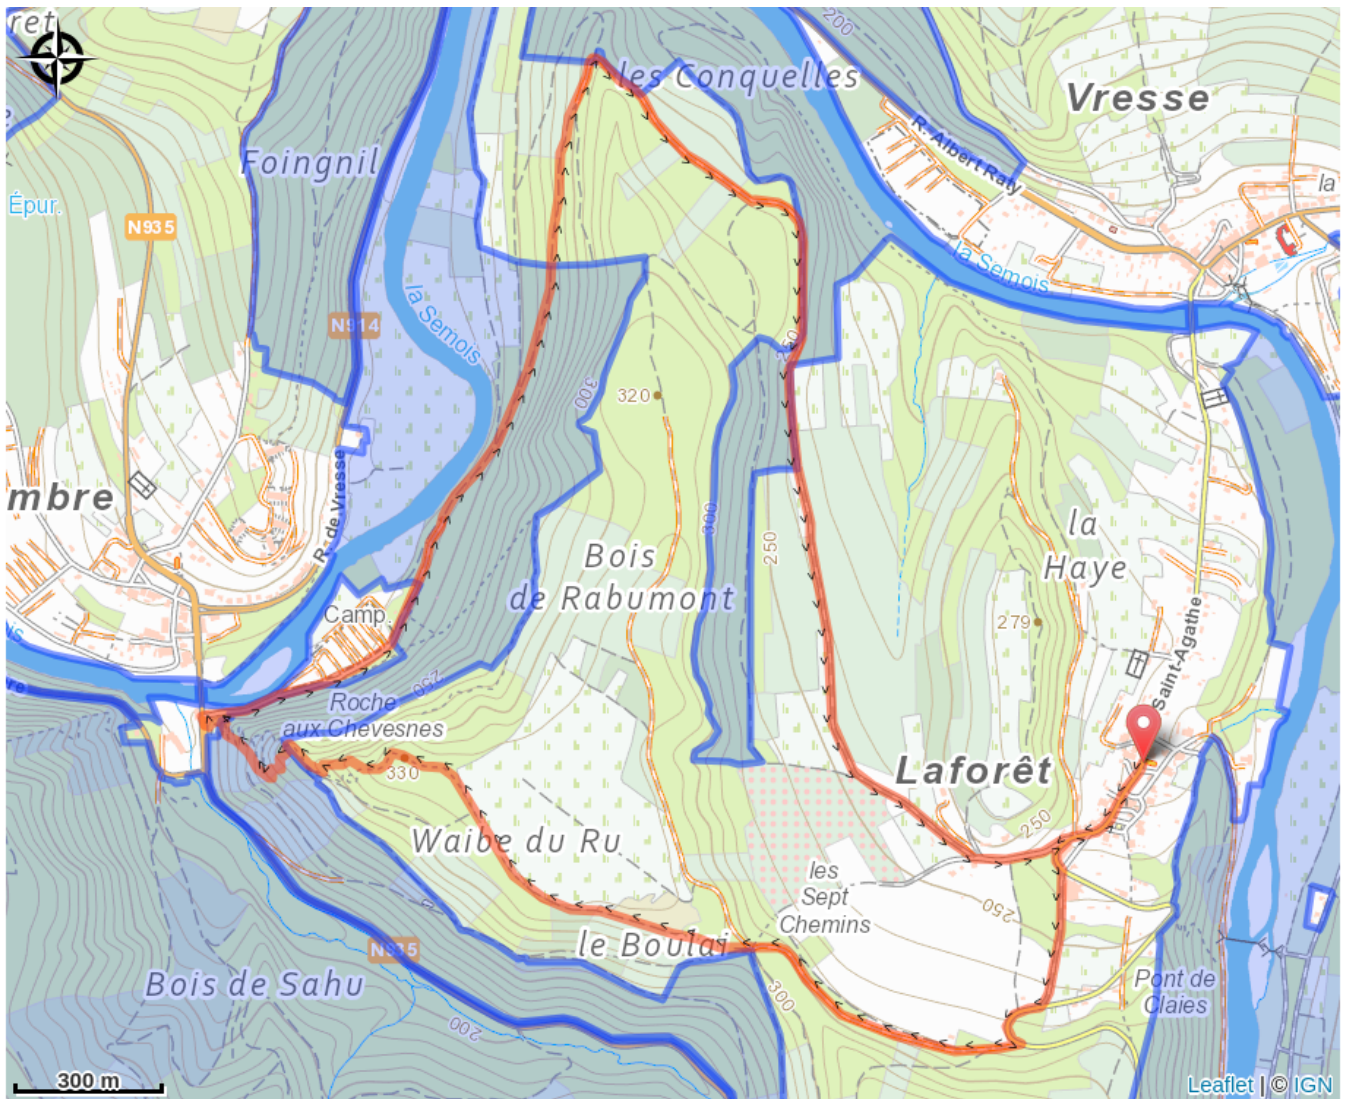 ret
200
les Conquelles
Vresse
R. Albert Raty
Foingnil
la
Épur.
N935
la Semois
la Semois
N914
250
300
320
mbre
R. de Vresse
300
la
Haye
250
Bois
de Rabumont
Camp.
279
Saint-Agathe
250
Roche
aux Chevesnes
330
Laforêt
250
Waibe du Ru
les
Sept
Chemins
250
le Boulai
N935
Bois de Sahu
300
Pont de
Claies
200
300 m
Leaflet | © IGN